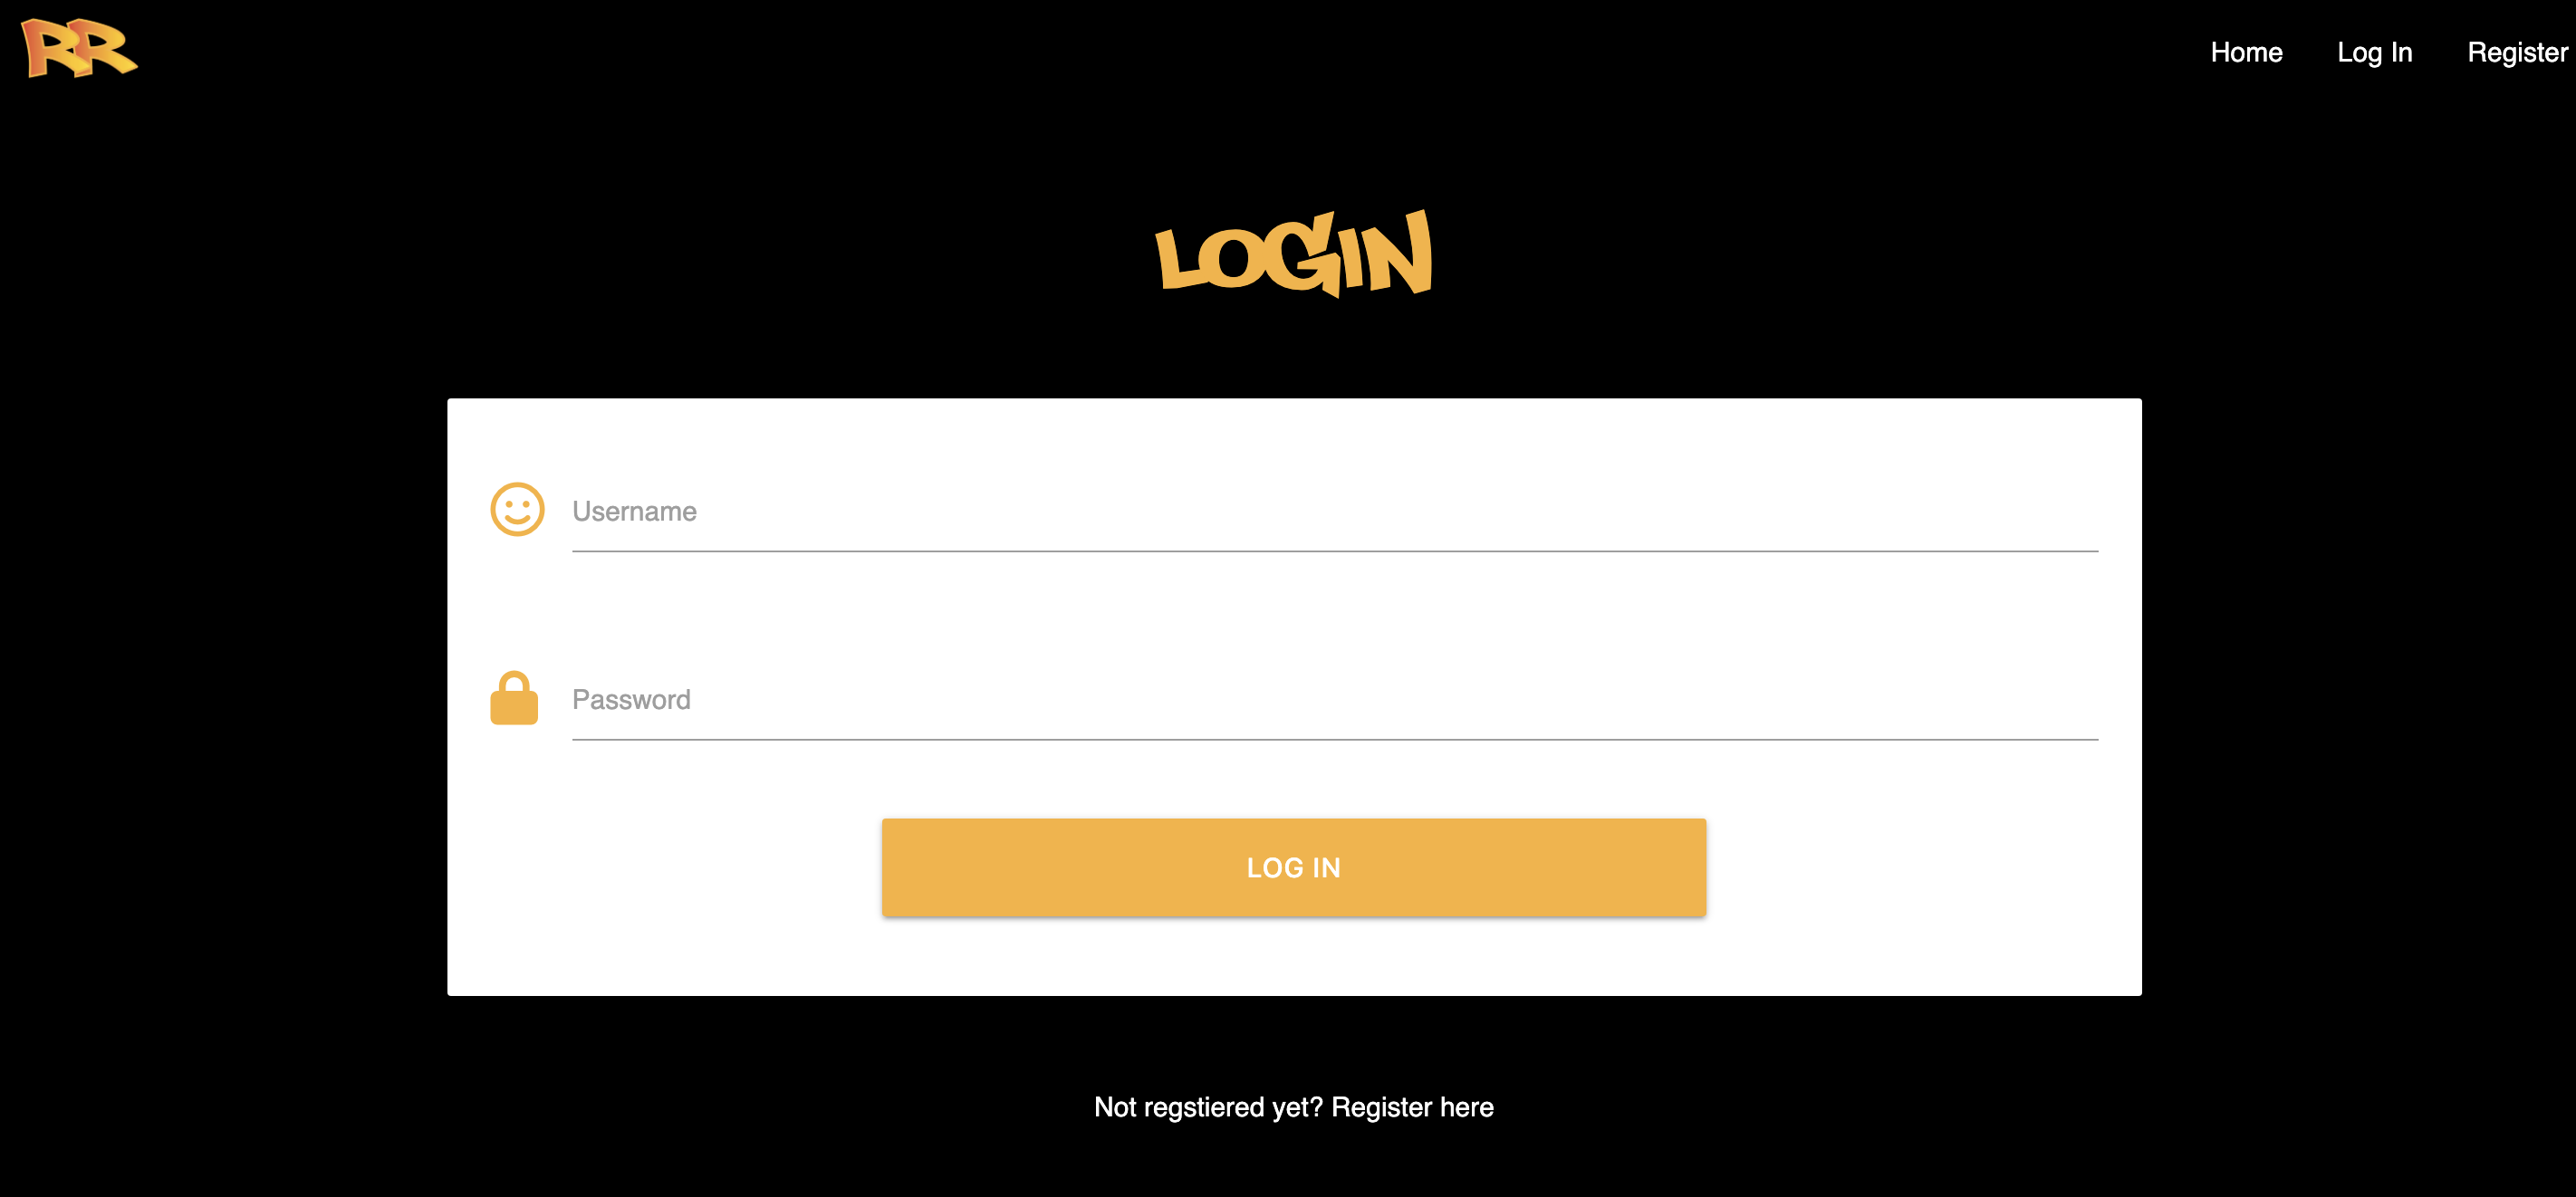 RR
Home Log In Register
LOGIN
Username
Password
LOG IN
Not regstiered yet? Register here